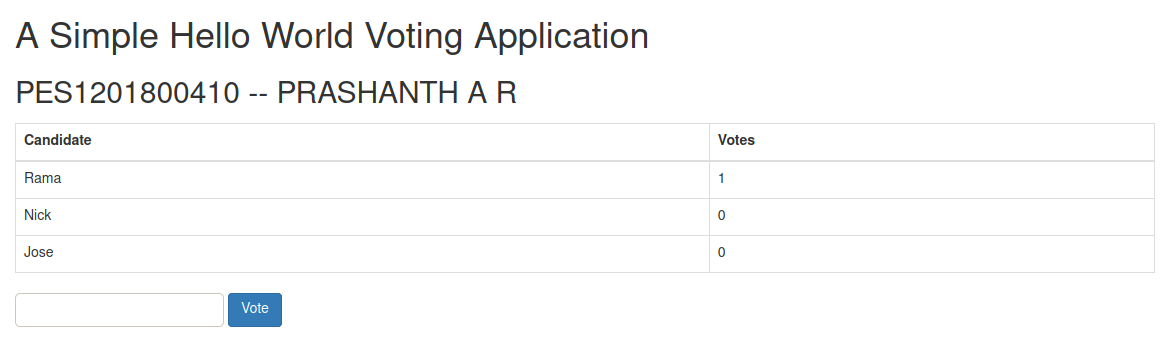 A Simple Hello World Voting Application
PES1201800410 -- PRASHANTH A R
Candidate Votes
Rama 1
Nick 0
Jose 0
Vote